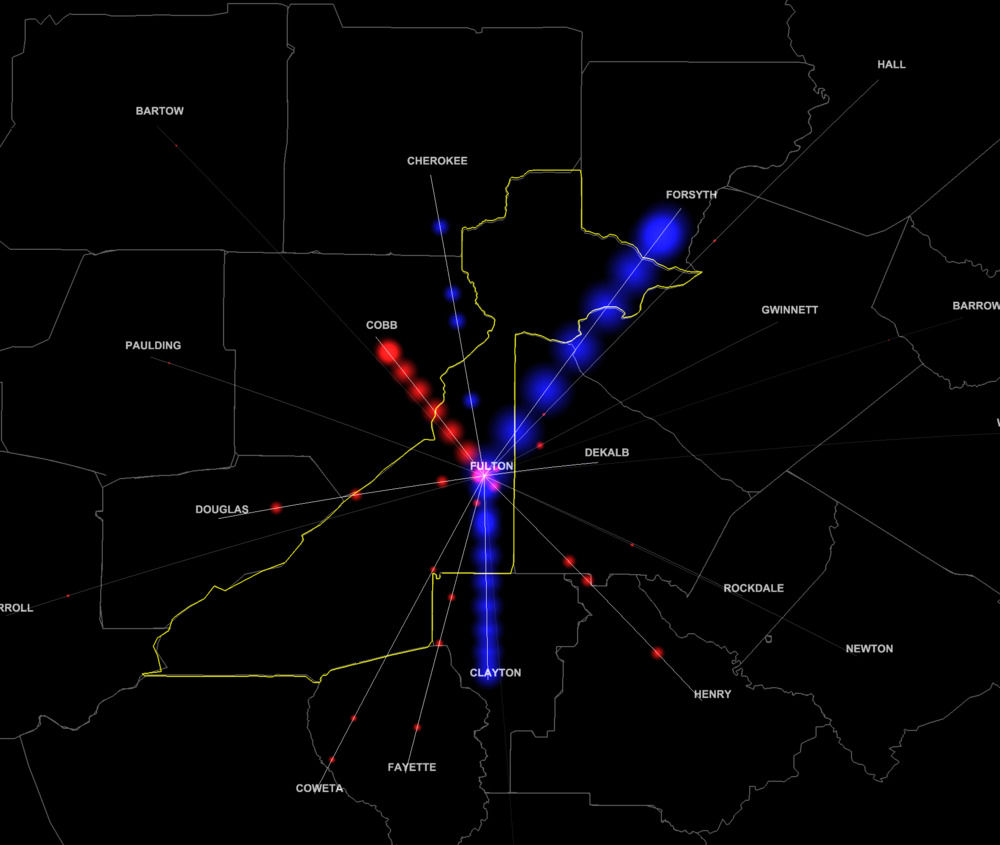 HALL
BARTOW
CHEROKEE
FORSYTH
BARROW
GWINNETT
COBB
PAULDING
DEKALB
FULTON
DOUGLAS
ROCKDALE
RROLL
NEWTON
CLAYTON
HENRY
FAYETTE
COWETA